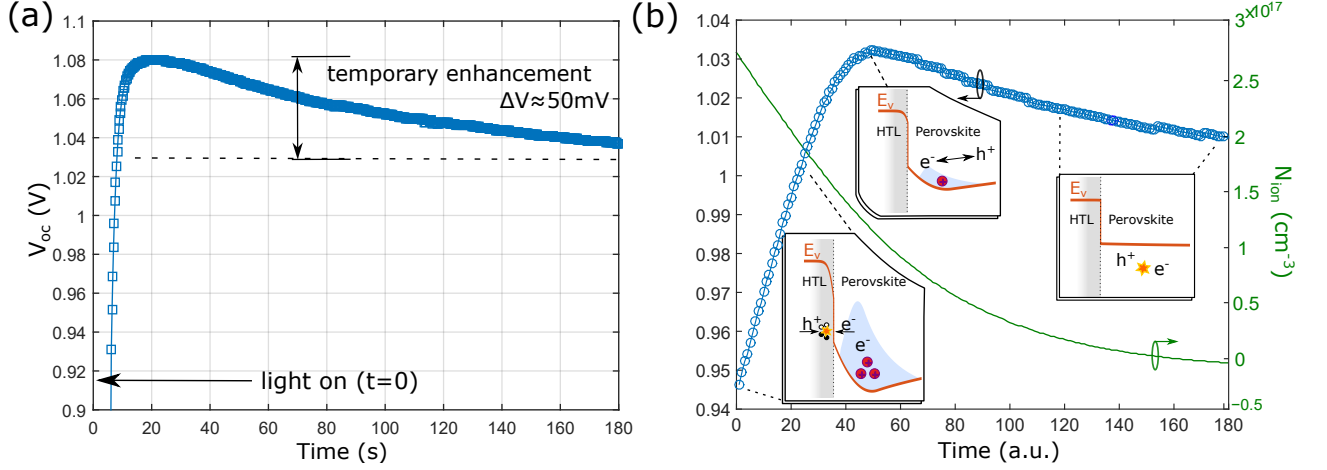 (a)
1.1
1.08
1.06
1.04
1.02
1
0.98
0.96
0.94
0.92
0.9
V_oc (V)
temporary enhancement
ΔV≈50mV
light on (t=0)
0 20 40 60 80 100 120 140 160 180
Time (s)
(b)
1.04
1.03
1.02
1.01
1
0.99
0.98
0.97
0.96
0.95
0.94
3×10¹⁷
2.5
2
1.5
1
0.5
0
−0.5
N_ion (cm⁻³)
E_v
HTL Perovskite
e⁻ h⁺
E_v
HTL Perovskite
h⁺ e⁻
E_v
HTL Perovskite
h⁺ e⁻
e⁻
0 20 40 60 80 100 120 140 160 180
Time (a.u.)